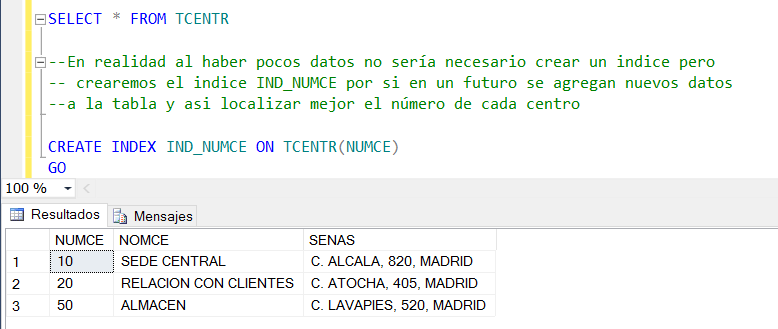 SELECT * FROM TCENTR
--En realidad al haber pocos datos no sería necesario crear un indice pero
-- crearemos el indice IND_NUMCE por si en un futuro se agregan nuevos datos
--a la tabla y asi localizar mejor el número de cada centro
CREATE INDEX IND_NUMCE ON TCENTR(NUMCE)
GO
100 %
Resultados Mensajes
NUMCE NOMCE SENAS
1 10 SEDE CENTRAL C. ALCALA, 820, MADRID
2 20 RELACION CON CLIENTES C. ATOCHA, 405, MADRID
3 50 ALMACEN C. LAVAPIES, 520, MADRID